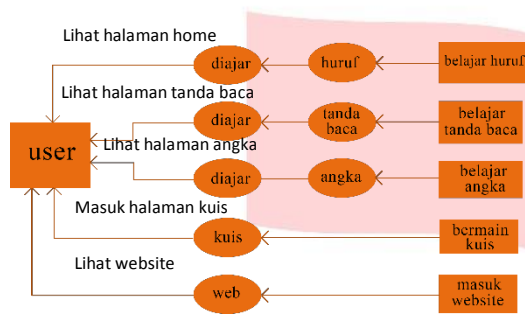 Lihat halaman home
diajar
huruf
belajar huruf
Lihat halaman tanda baca
diajar
tanda
baca
belajar
tanda baca
Lihat halaman angka
user
diajar
angka
belajar
angka
Masuk halaman kuis
kuis
bermain
kuis
Lihat website
web
masuk
website